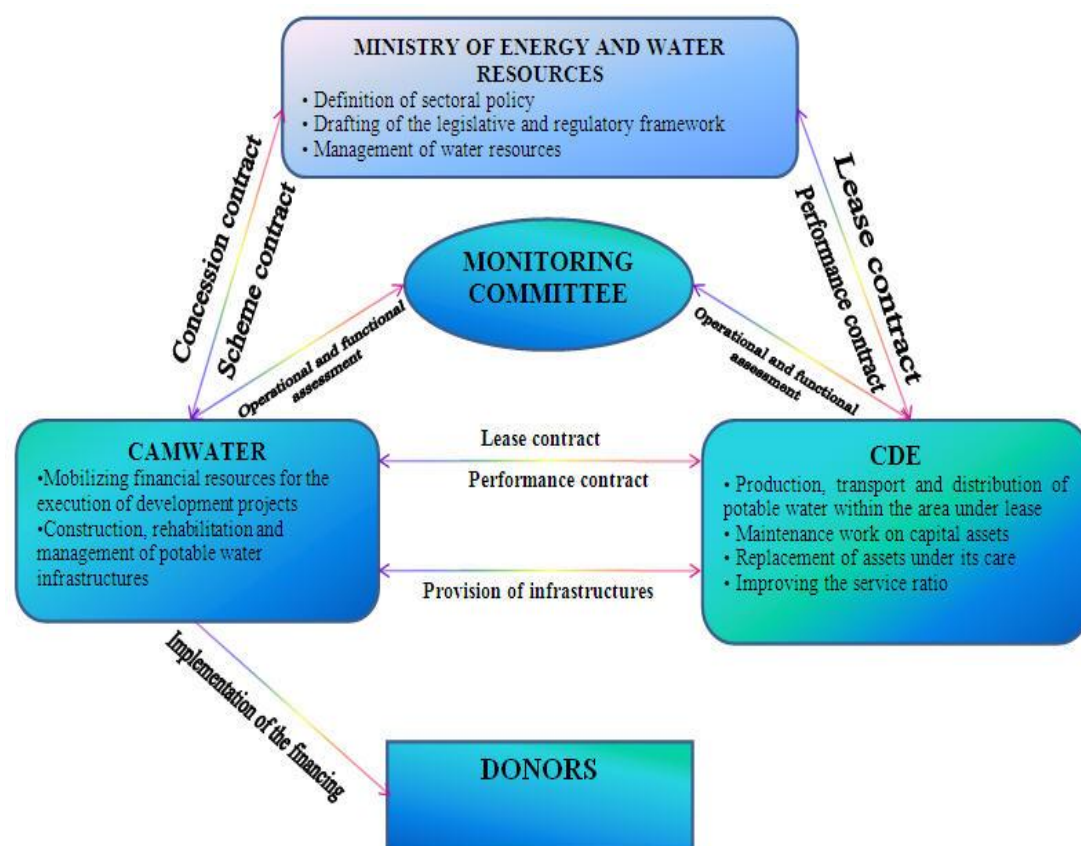 MINISTRY OF ENERGY AND WATER
RESOURCES
• Definition of sectoral policy
• Drafting of the legislative and regulatory framework
• Management of water resources
Concession contract
Scheme contract
Lease contract
Performance contract
MONITORING
COMMITTEE
Operational and functional
assessment
Operational and functional
assessment
CAMWATER
•Mobilizing financial resources for the
execution of development projects
•Construction, rehabilitation and
management of potable water
infrastructures
Lease contract
Performance contract
Provision of infrastructures
CDE
• Production, transport and distribution of
potable water within the area under lease
• Maintenance work on capital assets
• Replacement of assets under its care
• Improving the service ratio
Implementation of the financing
DONORS